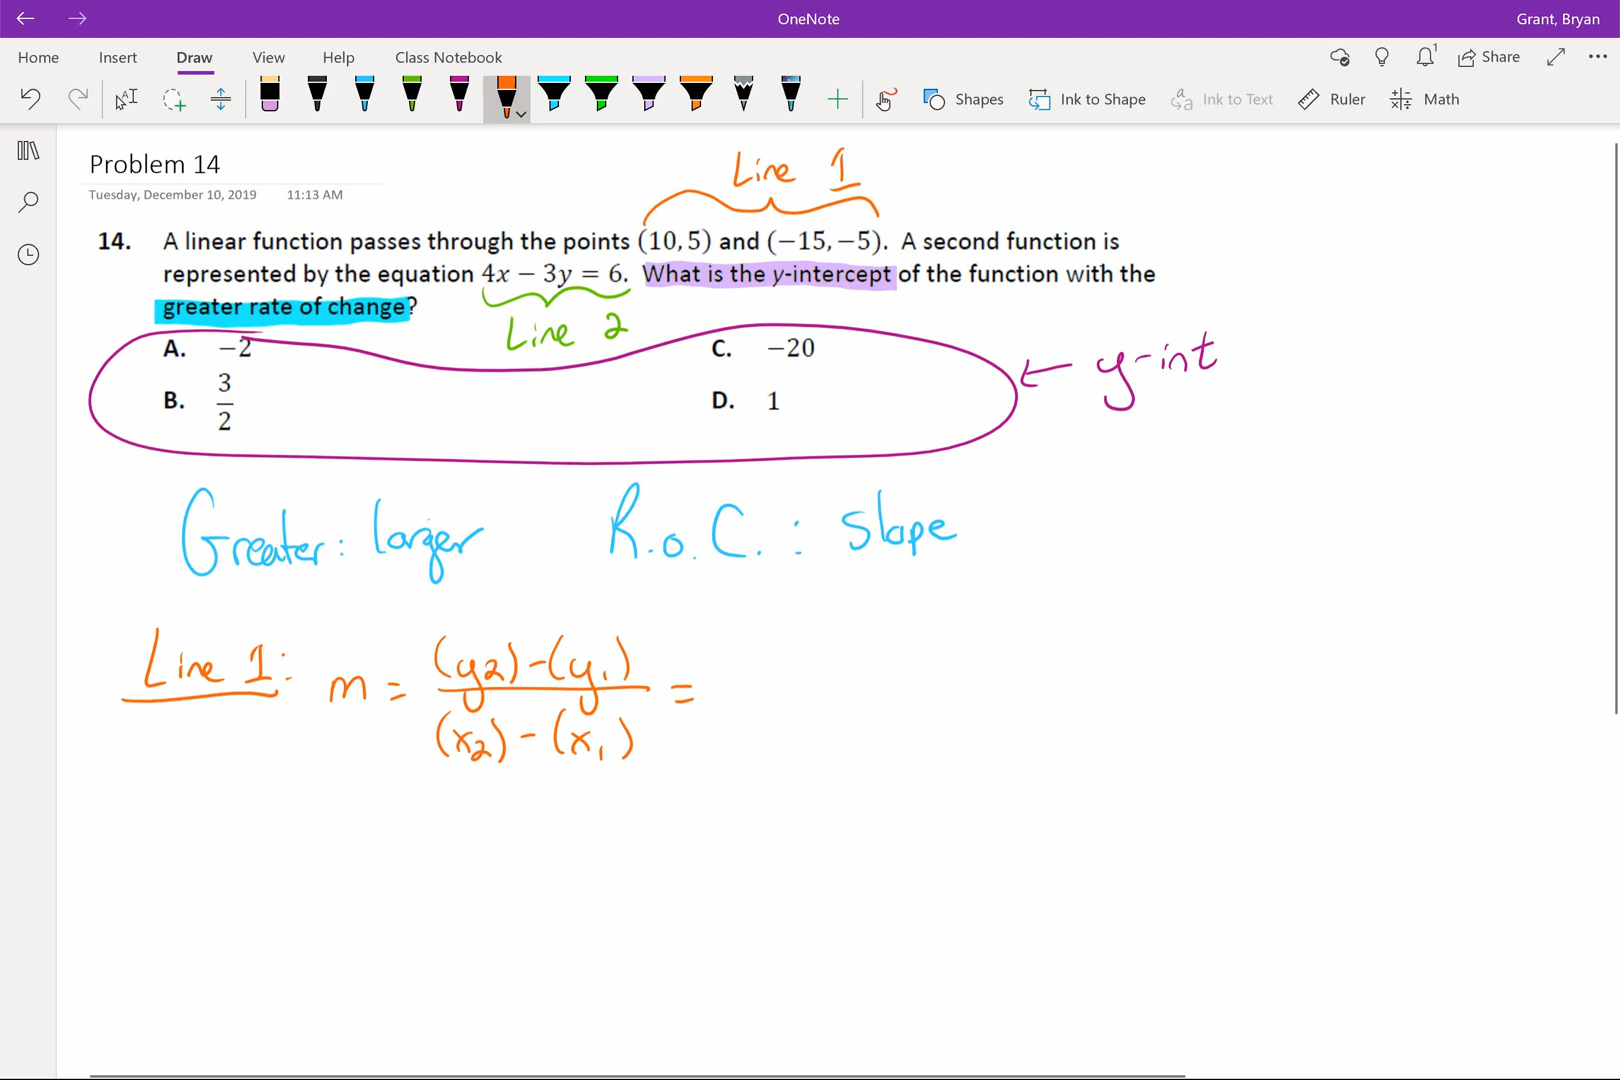 OneNote
Grant, Bryan
Home Insert Draw View Help Class Notebook
1 Share
Shapes Ink to Shape Ink to Text Ruler Math
Problem 14
Tuesday, December 10, 2019 11:13 AM
Line 1
14. A linear function passes through the points (10, 5) and (−15, −5). A second function is
represented by the equation 4x − 3y = 6. What is the y-intercept of the function with the
greater rate of change?
Line 2
A. −2 C. −20
B. 3/2 D. 1
← y-int
Greater: larger R.o.C.: slope
Line 1: m = (y2)-(y1) / (x2)-(x1) =